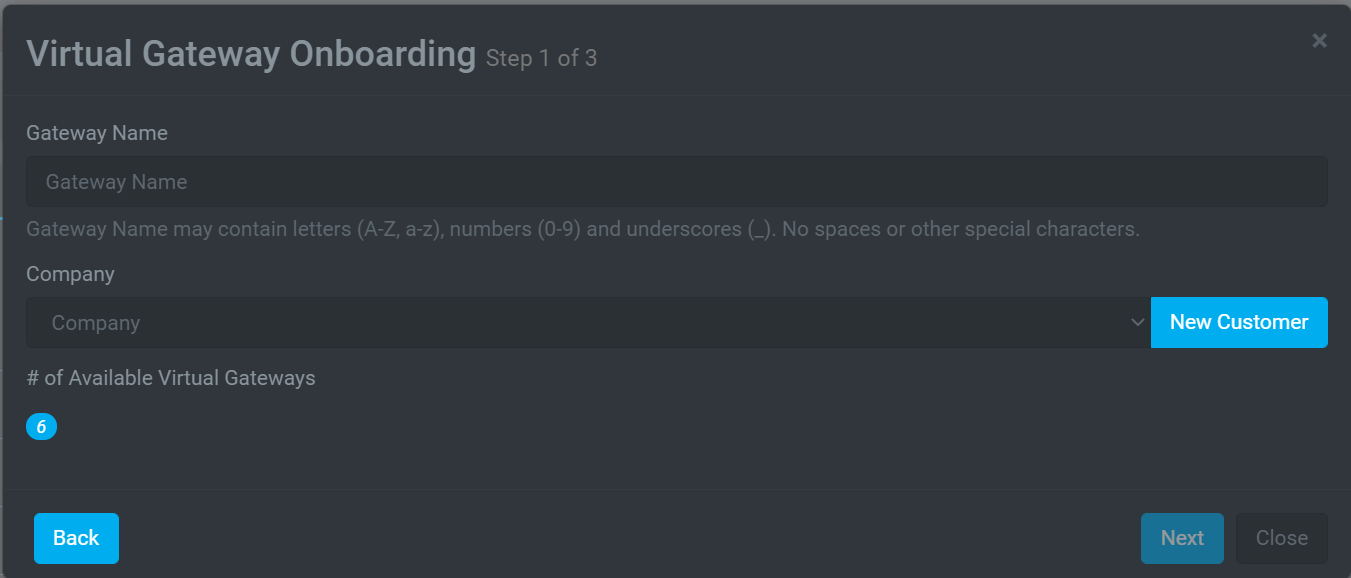 Virtual Gateway Onboarding Step 1 of 3
×
Gateway Name
Gateway Name
Gateway Name may contain letters (A-Z, a-z), numbers (0-9) and underscores (_). No spaces or other special characters.
Company
Company
New Customer
# of Available Virtual Gateways
6
Back
Next
Close